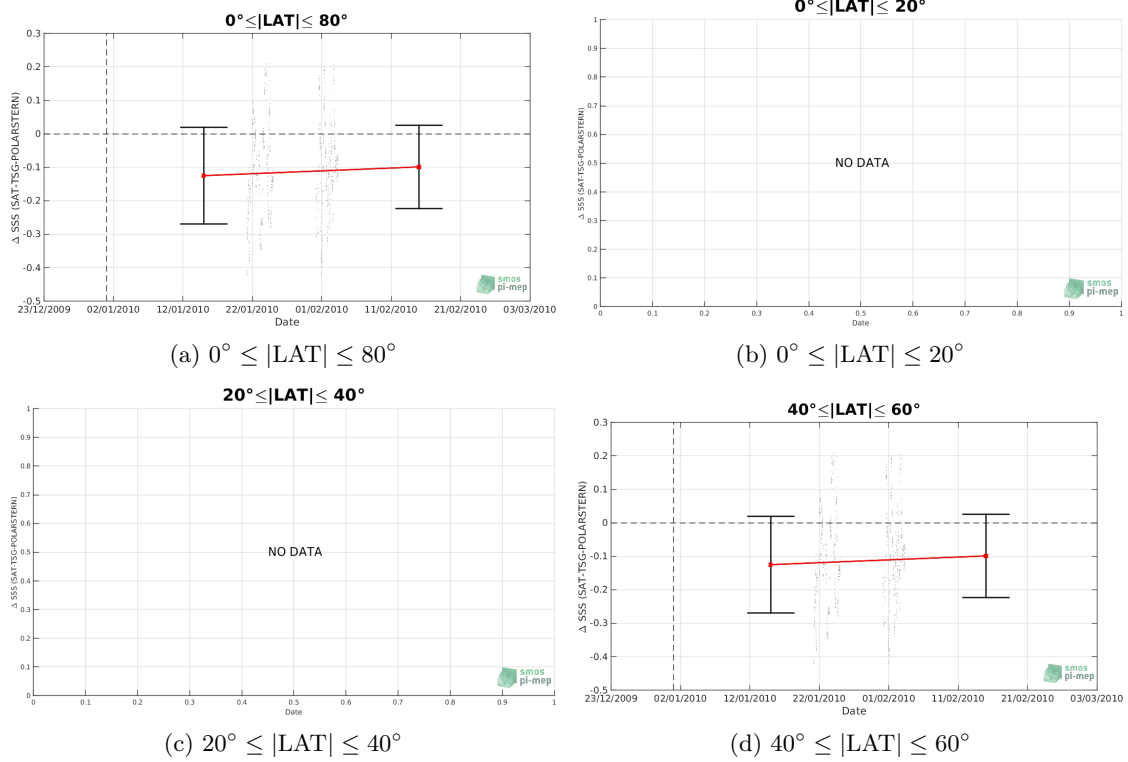 0°≤|LAT|≤ 80°
0.3
0.2
0.1
0
-0.1
-0.2
-0.3
-0.4
-0.5
Δ SSS (SAT-TSG-POLARSTERN)
23/12/2009 02/01/2010 12/01/2010 22/01/2010 01/02/2010 11/02/2010 21/02/2010 03/03/2010
Date
smos
pi-mep
(a) 0° ≤ |LAT| ≤ 80°
0°≤|LAT|≤ 20°
1
0.9
0.8
0.7
0.6
0.5
0.4
0.3
0.2
0.1
0
Δ SSS (SAT-TSG-POLARSTERN)
NO DATA
0 0.1 0.2 0.3 0.4 0.5 0.6 0.7 0.8 0.9 1
Date
smos
pi-mep
(b) 0° ≤ |LAT| ≤ 20°
20°≤|LAT|≤ 40°
1
0.9
0.8
0.7
0.6
0.5
0.4
0.3
0.2
0.1
0
Δ SSS (SAT-TSG-POLARSTERN)
NO DATA
0 0.1 0.2 0.3 0.4 0.5 0.6 0.7 0.8 0.9 1
Date
smos
pi-mep
(c) 20° ≤ |LAT| ≤ 40°
40°≤|LAT|≤ 60°
0.3
0.2
0.1
0
-0.1
-0.2
-0.3
-0.4
-0.5
Δ SSS (SAT-TSG-POLARSTERN)
23/12/2009 02/01/2010 12/01/2010 22/01/2010 01/02/2010 11/02/2010 21/02/2010 03/03/2010
Date
smos
pi-mep
(d) 40° ≤ |LAT| ≤ 60°